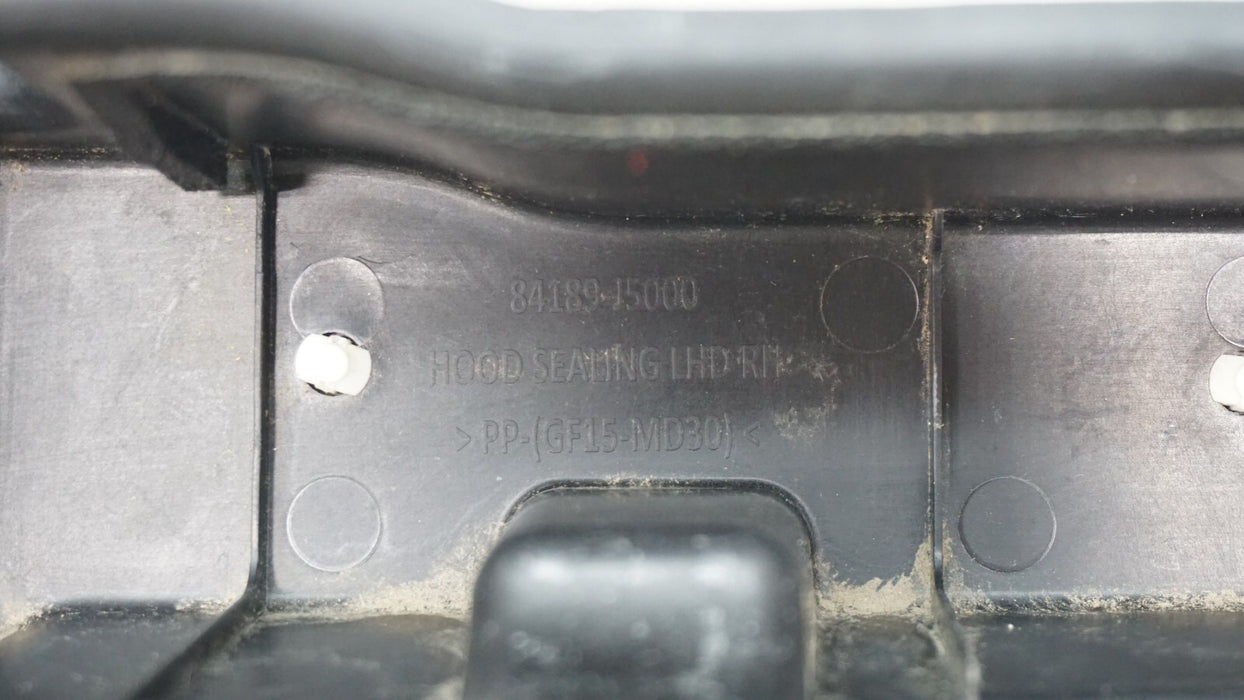 84189-J5000
HOOD SEALING LHD RH
>PP-(GF15-MD30)<